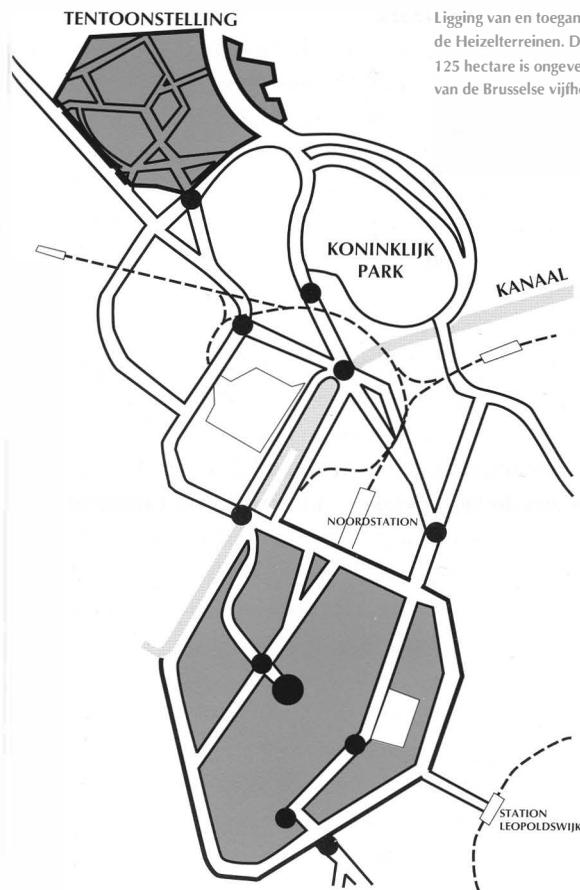 TENTOONSTELLING
Ligging van en toegan
de Heizelterreinen. D
125 hectare is ongeve
van de Brusselse vijfh
KONINKLIJK
PARK
KANAAL
NOORDSTATION
STATION
LEOPOLDSWIJK